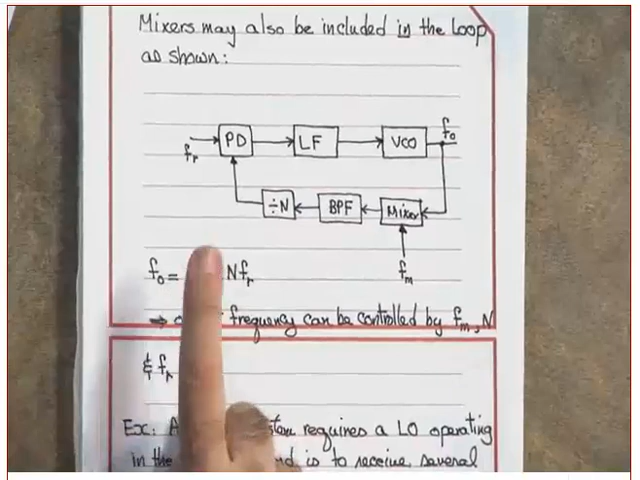 Mixers may also be included in the loop
as shown:
fr PD LF VCO fo
÷N BPF Mixer
fm
fo= Nfr
⇒ frequency can be controlled by fm, N
& fr
Ex: A requires a LO operating
in the is to receive several